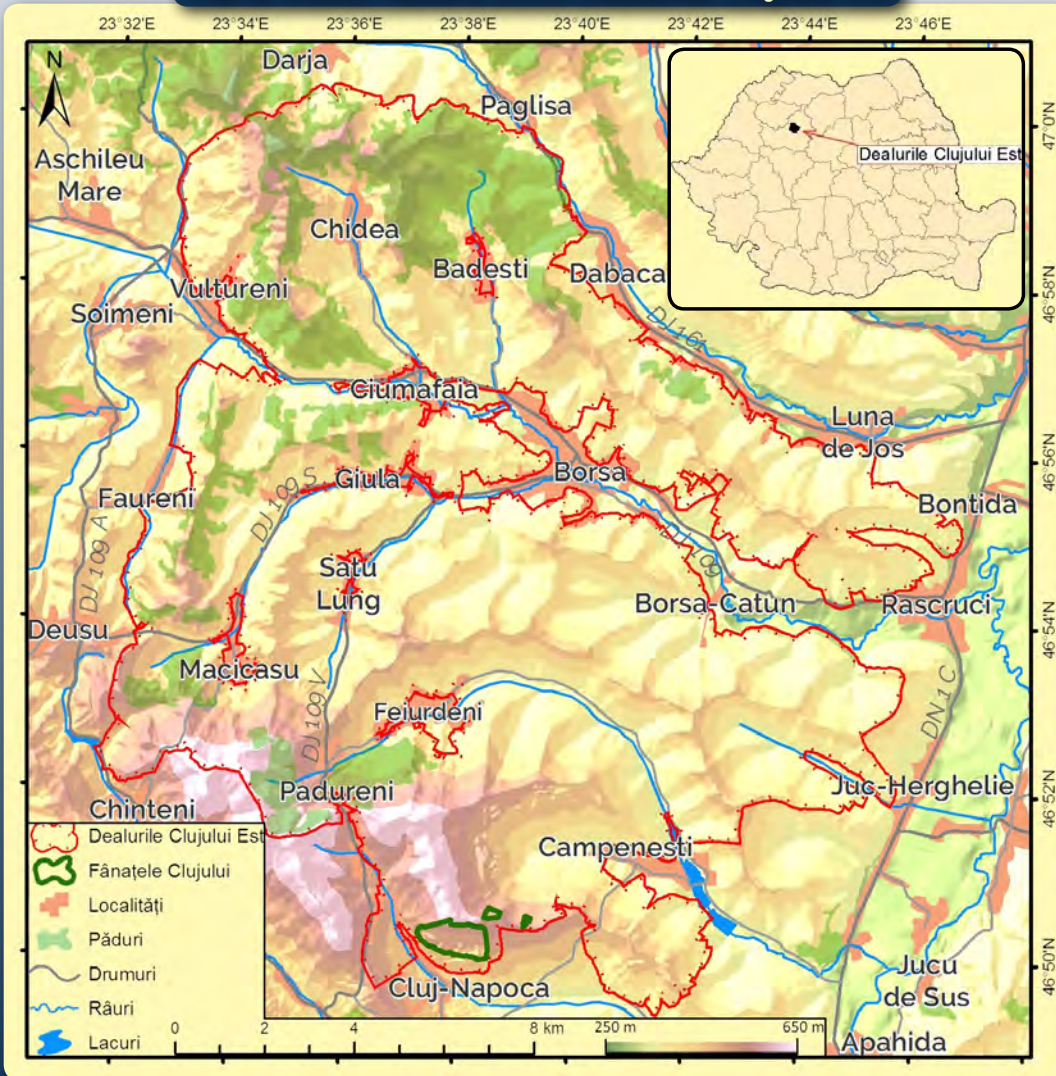 23°32'E
23°34'E
23°36'E
23°38'E
23°40'E
23°42'E
23°44'E
23°46'E
N
Darja
Paglisa
47°0'N
Aschileu
Mare
Dealurile Clujului Est
Chidea
Badesti
Dabaca
Vultureni
46°58'N
Soimeni
DJ 161
Ciumafaia
Luna
de Jos
46°56'N
Giula
Borsa
DJ 109 S
Faureni
Bontida
DJ 109 A
DJ 109
Satu
Lung
Borsa-Catun
Rascruci
46°54'N
Deusu
Macicasu
DJ 109 V
Feiurdeni
DN 1 C
Padureni
Juc-Herghelie
46°52'N
Chinteni
Dealurile Clujului Est
Campenesti
Fânațele Clujului
Localități
Păduri
Drumuri
Râuri
Lacuri
46°50'N
Jucu
de Sus
Cluj-Napoca
0
2
4
8 km
250 m
650 m
Apahida